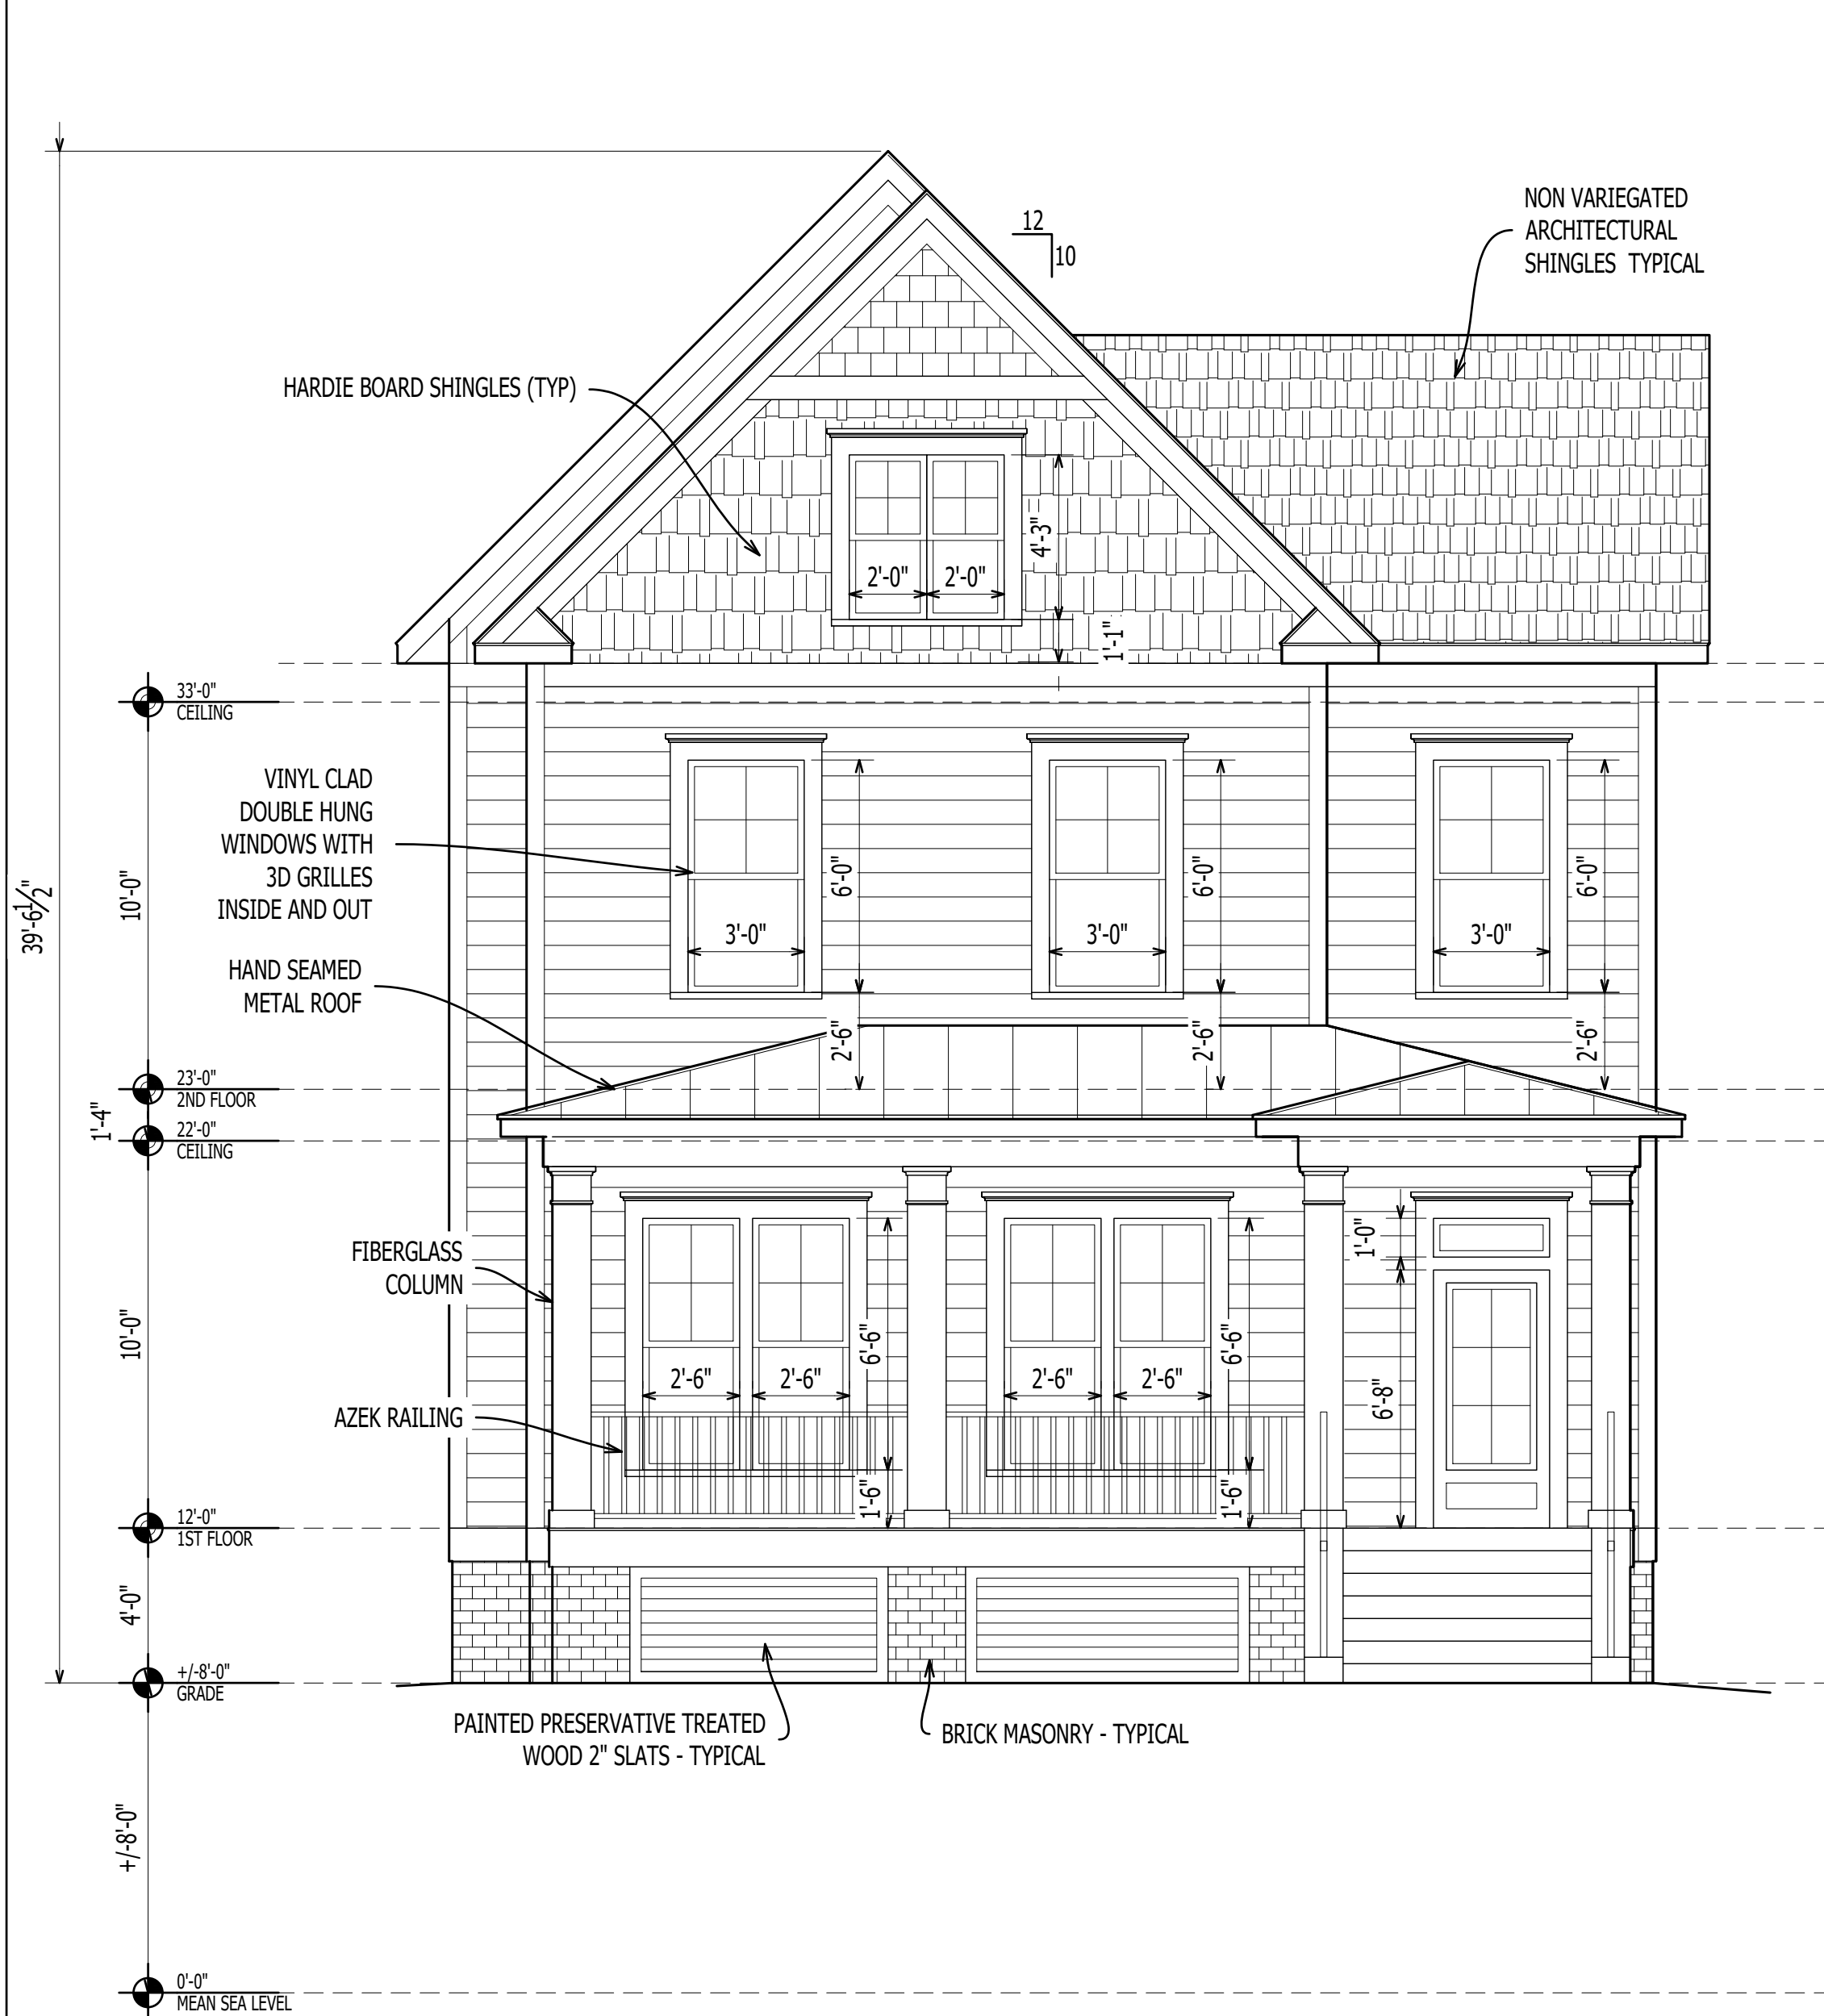 12
10
NON VARIEGATED
ARCHITECTURAL
SHINGLES TYPICAL
HARDIE BOARD SHINGLES (TYP)
4'-3"
2'-0"
2'-0"
1'-1"
33'-0"
CEILING
VINYL CLAD
DOUBLE HUNG
WINDOWS WITH
3D GRILLES
INSIDE AND OUT
39'-6 1/2"
10'-0"
6'-0"
6'-0"
6'-0"
3'-0"
3'-0"
3'-0"
HAND SEAMED
METAL ROOF
2'-6"
2'-6"
2'-6"
23'-0"
2ND FLOOR
1'-4"
22'-0"
CEILING
FIBERGLASS
COLUMN
1'-0"
10'-0"
6'-6"
6'-6"
2'-6"
2'-6"
2'-6"
2'-6"
6'-8"
AZEK RAILING
1'-6"
1'-6"
12'-0"
1ST FLOOR
4'-0"
+/-8'-0"
GRADE
PAINTED PRESERVATIVE TREATED
WOOD 2" SLATS - TYPICAL
BRICK MASONRY - TYPICAL
+/-8'-0"
0'-0"
MEAN SEA LEVEL